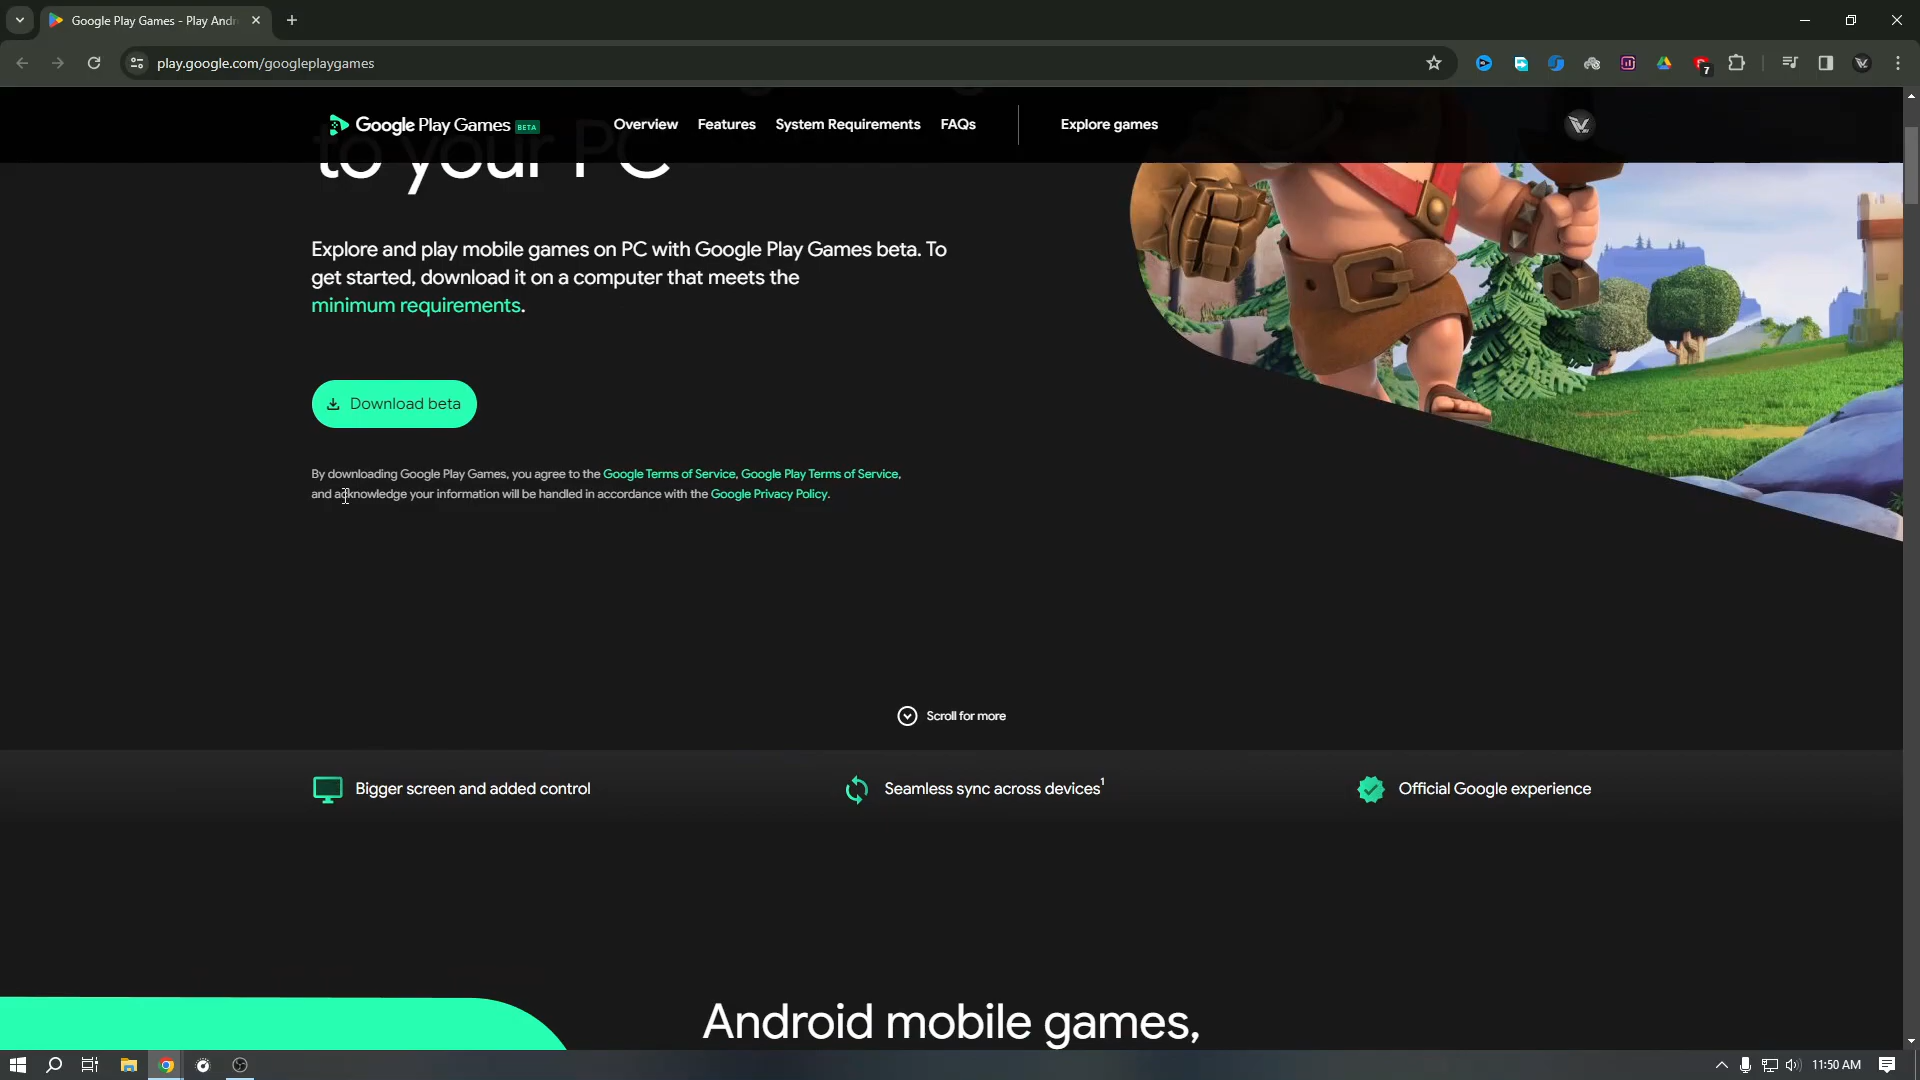 Google Play Games - Play Andr
play.google.com/googleplaygames
7
Google Play Games BETA
Overview
Features
System Requirements
FAQs
Explore games
to your PC
Explore and play mobile games on PC with Google Play Games beta. To
get started, download it on a computer that meets the
minimum requirements.
Download beta
By downloading Google Play Games, you agree to the Google Terms of Service, Google Play Terms of Service,
and acknowledge your information will be handled in accordance with the Google Privacy Policy.
Scroll for more
Bigger screen and added control
Seamless sync across devices¹
Official Google experience
Android mobile games,
11:50 AM